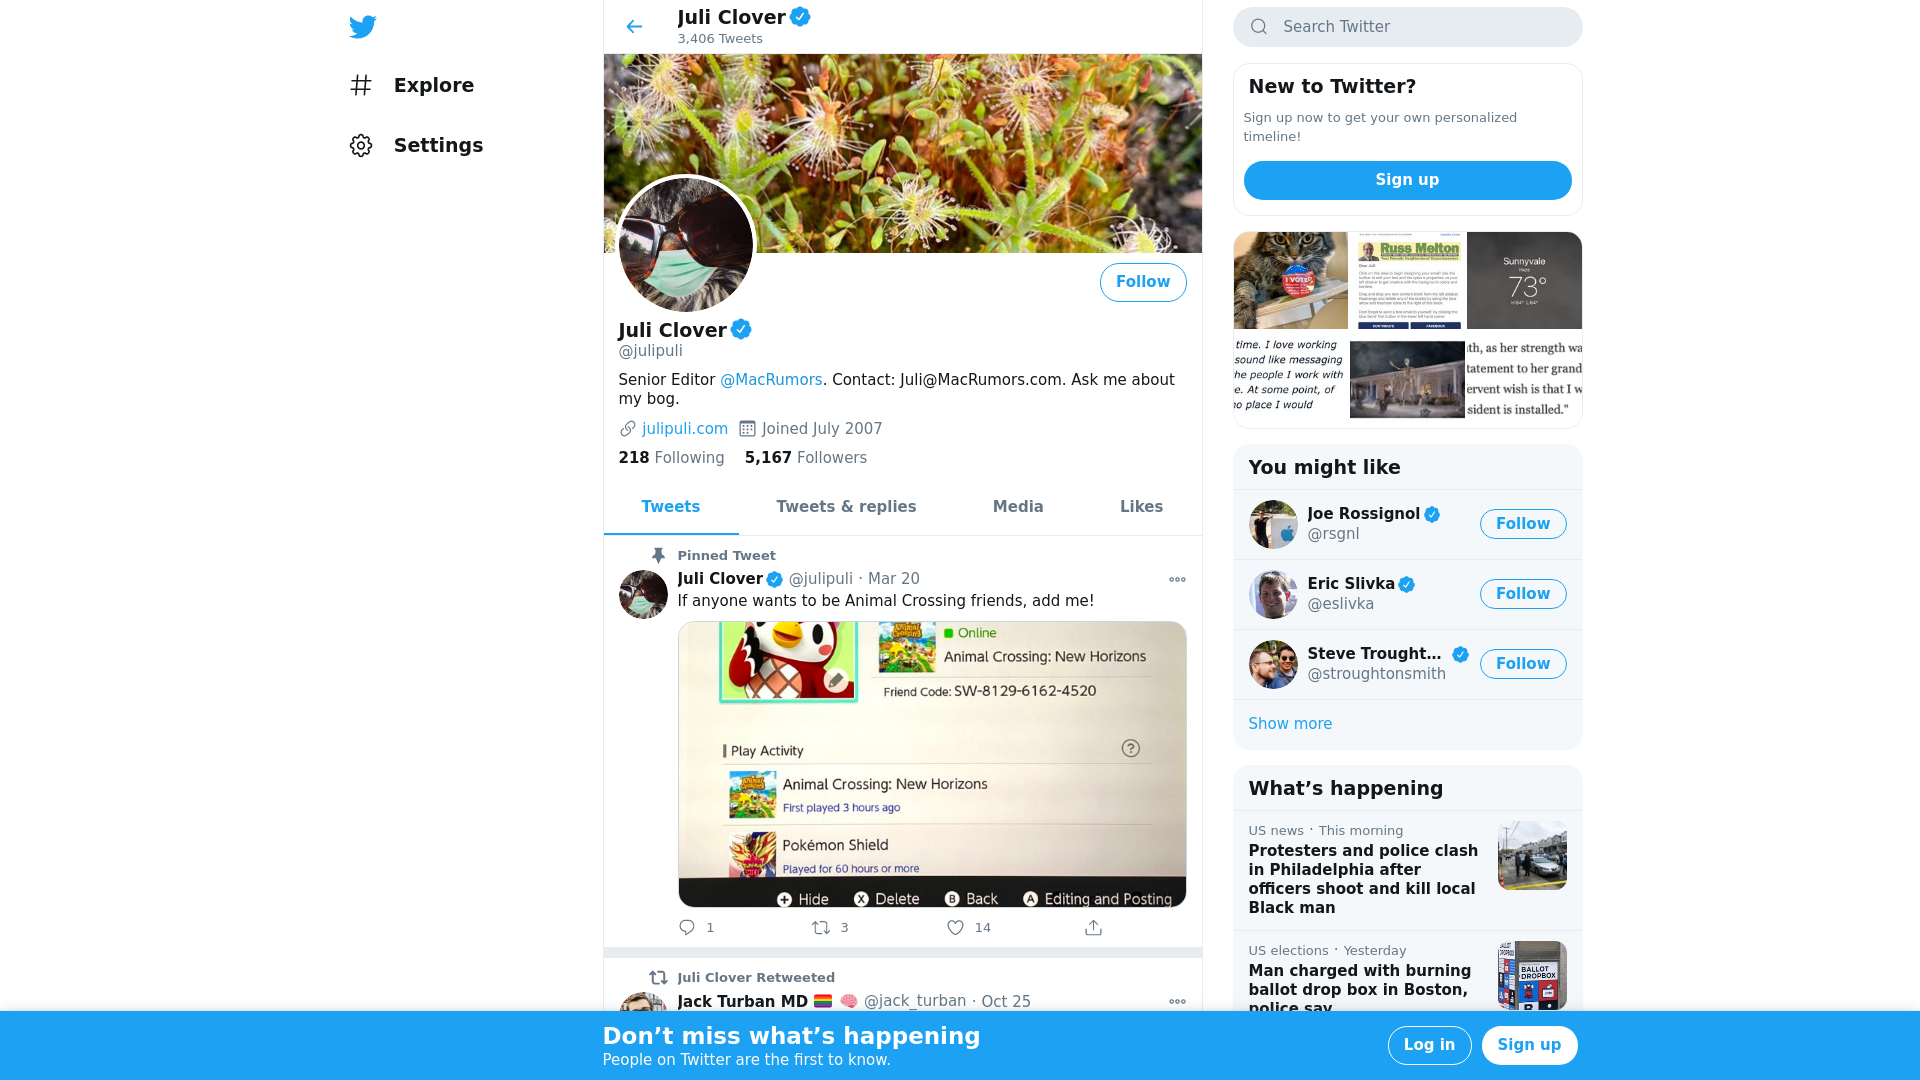 Explore
Settings
Juli Clover
3,406 Tweets
Follow
Juli Clover
@julipuli
Senior Editor @MacRumors. Contact: Juli@MacRumors.com. Ask me about
my bog.
julipuli.com Joined July 2007
218 Following 5,167 Followers
Tweets Tweets & replies Media Likes
Pinned Tweet
Juli Clover @julipuli · Mar 20
If anyone wants to be Animal Crossing friends, add me!
Online
Animal Crossing: New Horizons
Friend Code: SW-8129-6162-4520
Play Activity
?
Animal Crossing: New Horizons
First played 3 hours ago
Pokémon Shield
Played for 60 hours or more
+ Hide X Delete B Back A Editing and Posting
1 3 14
Juli Clover Retweeted
Jack Turban MD @jack_turban · Oct 25
Search Twitter
New to Twitter?
Sign up now to get your own personalized
timeline!
Sign up
I VOTED
Russ Melton
Dear Juli
CONTRIBUTE FACEBOOK
Sunnyvale
Haze
73°
time. I love working
sound like messaging
he people I work with
e. At some point, of
no place I would
th, as her strength wa
tatement to her grand
ervent wish is that I w
sident is installed."
You might like
Joe Rossignol
@rsgnl
Follow
Eric Slivka
@eslivka
Follow
Steve Trought...
@stroughtonsmith
Follow
Show more
What’s happening
US news · This morning
Protesters and police clash
in Philadelphia after
officers shoot and kill local
Black man
US elections · Yesterday
Man charged with burning
ballot drop box in Boston,
police say
BALLOT
DROPBOX
Don’t miss what’s happening
People on Twitter are the first to know.
Log in
Sign up